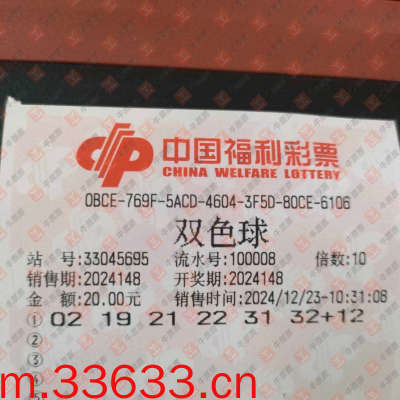 中国福利彩票
CHINA WELFARE LOTTERY
0BCE-769F-5ACD-4604-3F5D-80CE-6106
双色球
站 号:33045695 流水号:100008 倍数:10
销售期:2024148 开奖期:2024148
金 额:20.00元 销售时间:2024/12/23-10:31:08
① 02 19 21 22 31 32+12
②
③
m.33633.cn